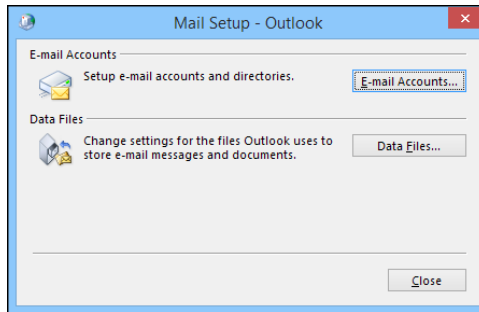 Mail Setup - Outlook
E-mail Accounts
Setup e-mail accounts and directories.
E-mail Accounts...
Data Files
Change settings for the files Outlook uses to
store e-mail messages and documents.
Data Files...
Close